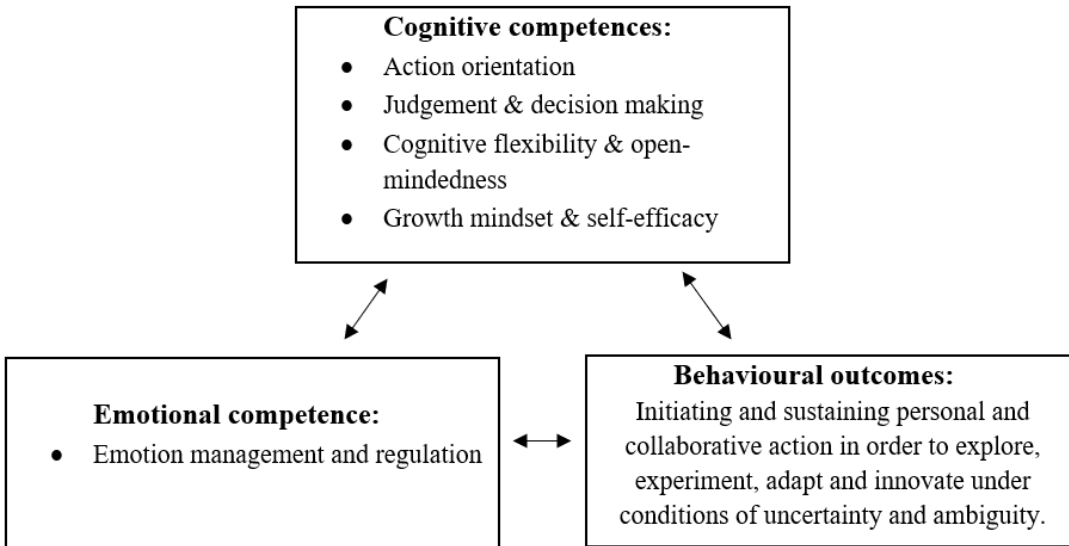 Cognitive competences:
● Action orientation
● Judgement & decision making
● Cognitive flexibility & open-
mindedness
● Growth mindset & self-efficacy
Emotional competence:
● Emotion management and regulation
Behavioural outcomes:
Initiating and sustaining personal and
collaborative action in order to explore,
experiment, adapt and innovate under
conditions of uncertainty and ambiguity.